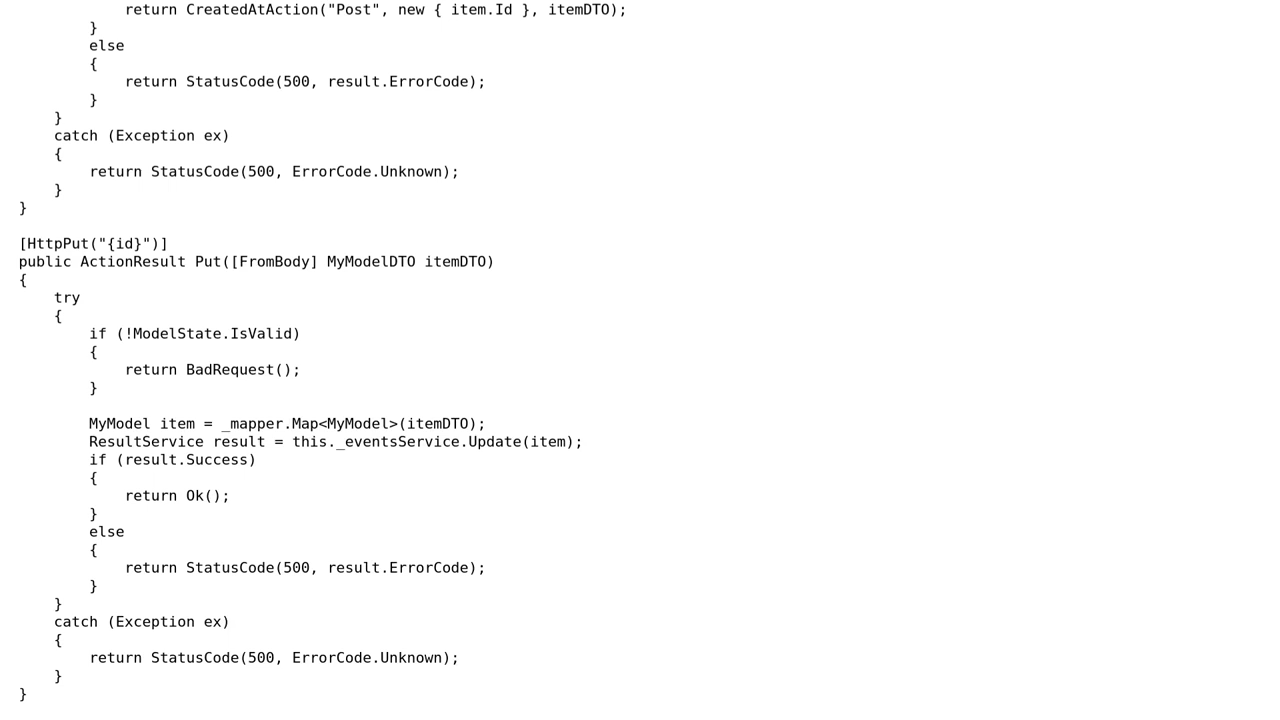 return CreatedAtAction("Post", new { item.Id }, itemDTO);
        }
        else
        {
            return StatusCode(500, result.ErrorCode);
        }
    }
    catch (Exception ex)
    {
        return StatusCode(500, ErrorCode.Unknown);
    }
}

[HttpPut("{id}")]
public ActionResult Put([FromBody] MyModelDTO itemDTO)
{
    try
    {
        if (!ModelState.IsValid)
        {
            return BadRequest();
        }

        MyModel item = _mapper.Map<MyModel>(itemDTO);
        ResultService result = this._eventsService.Update(item);
        if (result.Success)
        {
            return Ok();
        }
        else
        {
            return StatusCode(500, result.ErrorCode);
        }
    }
    catch (Exception ex)
    {
        return StatusCode(500, ErrorCode.Unknown);
    }
}